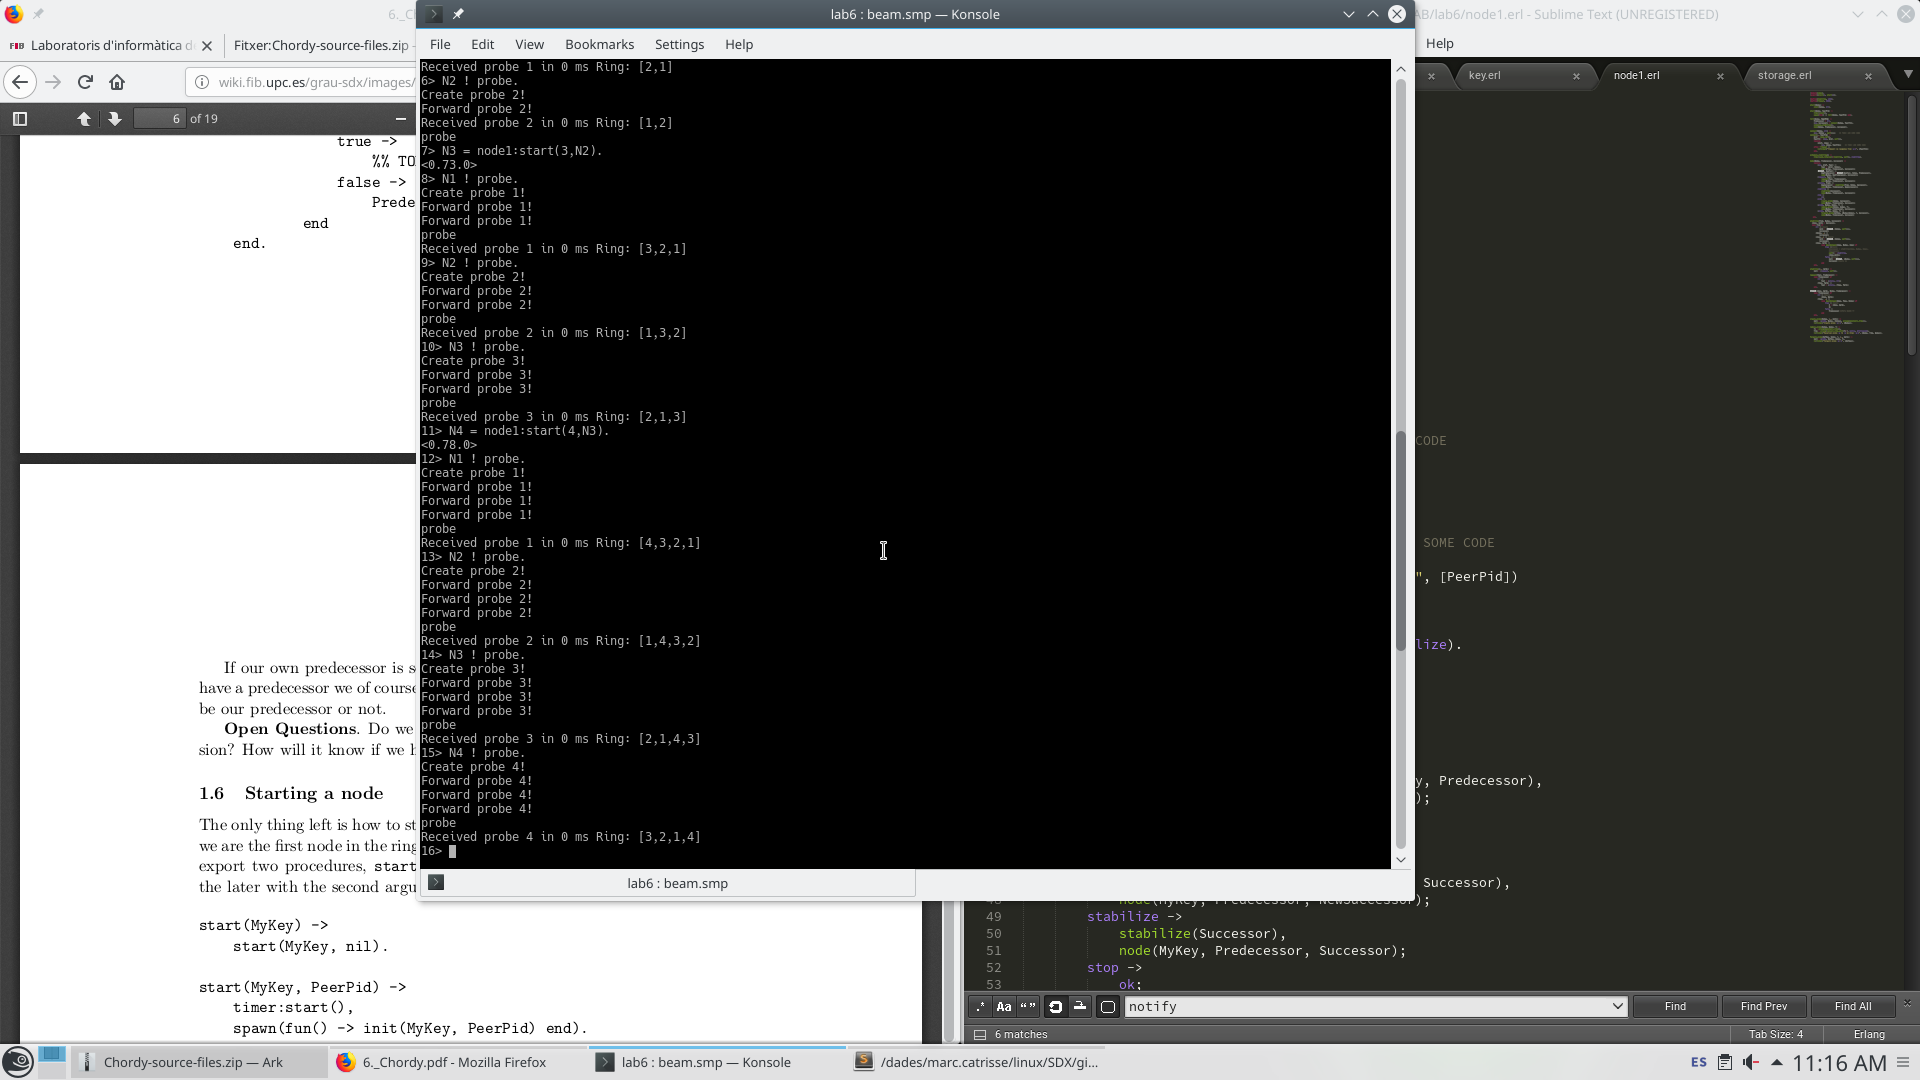 6._C
lab6 : beam.smp — Konsole
AB/lab6/node1.erl - Sublime Text (UNREGISTERED)
Laboratoris d'informàtica d
Fitxer:Chordy-source-files.zip
File Edit View Bookmarks Settings Help
Help
wiki.fib.upc.es/grau-sdx/images/
key.erl
node1.erl
storage.erl
6 of 19
true ->
%% TO
false ->
Prede
end
end.
If our own predecessor is s
have a predecessor we of course
be our predecessor or not.
Open Questions. Do we
sion? How will it know if we h
1.6 Starting a node
The only thing left is how to st
we are the first node in the ring
export two procedures, start
the later with the second argu
start(MyKey) ->
start(MyKey, nil).
start(MyKey, PeerPid) ->
timer:start(),
spawn(fun() -> init(MyKey, PeerPid) end).
Received probe 1 in 0 ms Ring: [2,1]
6> N2 ! probe.
Create probe 2!
Forward probe 2!
Received probe 2 in 0 ms Ring: [1,2]
probe
7> N3 = node1:start(3,N2).
<0.73.0>
8> N1 ! probe.
Create probe 1!
Forward probe 1!
Forward probe 1!
probe
Received probe 1 in 0 ms Ring: [3,2,1]
9> N2 ! probe.
Create probe 2!
Forward probe 2!
Forward probe 2!
probe
Received probe 2 in 0 ms Ring: [1,3,2]
10> N3 ! probe.
Create probe 3!
Forward probe 3!
Forward probe 3!
probe
Received probe 3 in 0 ms Ring: [2,1,3]
11> N4 = node1:start(4,N3).
<0.78.0>
12> N1 ! probe.
Create probe 1!
Forward probe 1!
Forward probe 1!
Forward probe 1!
probe
Received probe 1 in 0 ms Ring: [4,3,2,1]
13> N2 ! probe.
Create probe 2!
Forward probe 2!
Forward probe 2!
Forward probe 2!
probe
Received probe 2 in 0 ms Ring: [1,4,3,2]
14> N3 ! probe.
Create probe 3!
Forward probe 3!
Forward probe 3!
Forward probe 3!
probe
Received probe 3 in 0 ms Ring: [2,1,4,3]
15> N4 ! probe.
Create probe 4!
Forward probe 4!
Forward probe 4!
Forward probe 4!
probe
Received probe 4 in 0 ms Ring: [3,2,1,4]
16>
lab6 : beam.smp
CODE
SOME CODE
", [PeerPid])
lize).
y, Predecessor),
);
Successor),
48 node(MyKey, Predecessor, NewSuccessor);
49 stabilize ->
50 stabilize(Successor),
51 node(MyKey, Predecessor, Successor);
52 stop ->
53 ok;
.* Aa “” notify Find Find Prev Find All
6 matches Tab Size: 4 Erlang
Chordy-source-files.zip — Ark
6._Chordy.pdf - Mozilla Firefox
lab6 : beam.smp — Konsole
/dades/marc.catrisse/linux/SDX/gi...
ES 11:16 AM